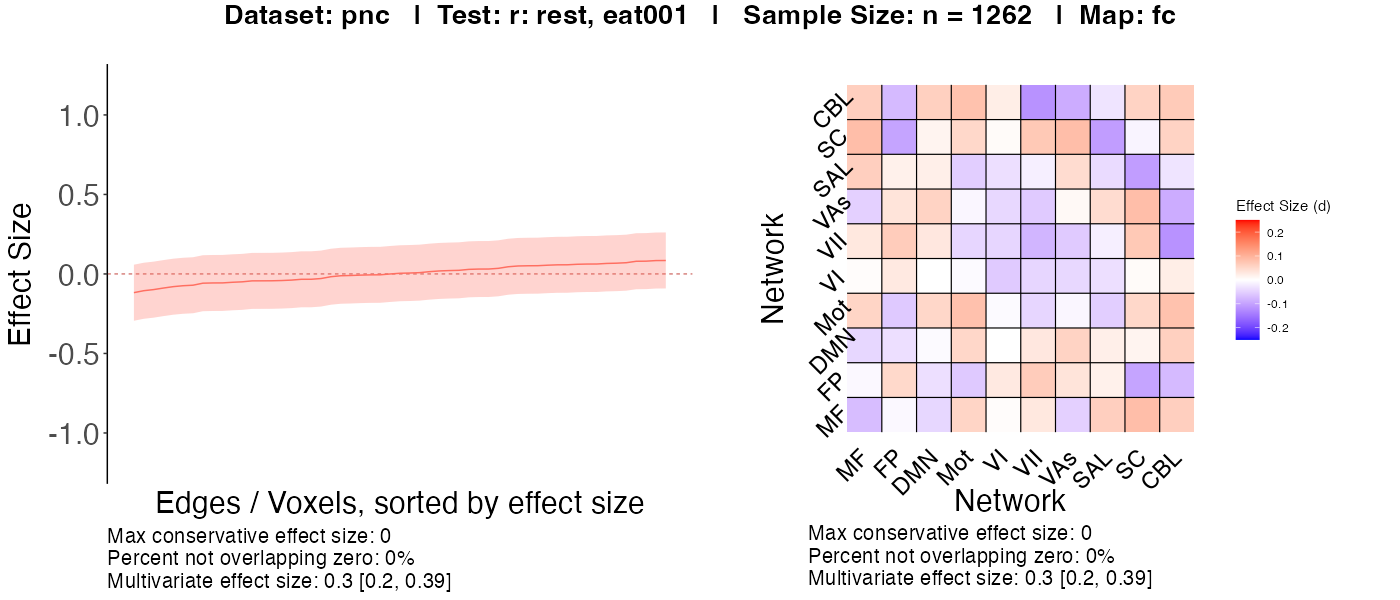 Dataset: pnc | Test: r: rest, eat001 | Sample Size: n = 1262 | Map: fc
Effect Size
1.0
0.5
0.0
-0.5
-1.0
Edges / Voxels, sorted by effect size
Max conservative effect size: 0
Percent not overlapping zero: 0%
Multivariate effect size: 0.3 [0.2, 0.39]
Network
CBL
SC
SAL
VAs
VII
VI
Mot
DMN
FP
MF
MF FP DMN Mot VI VII VAs SAL SC CBL
Network
Max conservative effect size: 0
Percent not overlapping zero: 0%
Multivariate effect size: 0.3 [0.2, 0.39]
Effect Size (d)
0.2
0.1
0.0
-0.1
-0.2